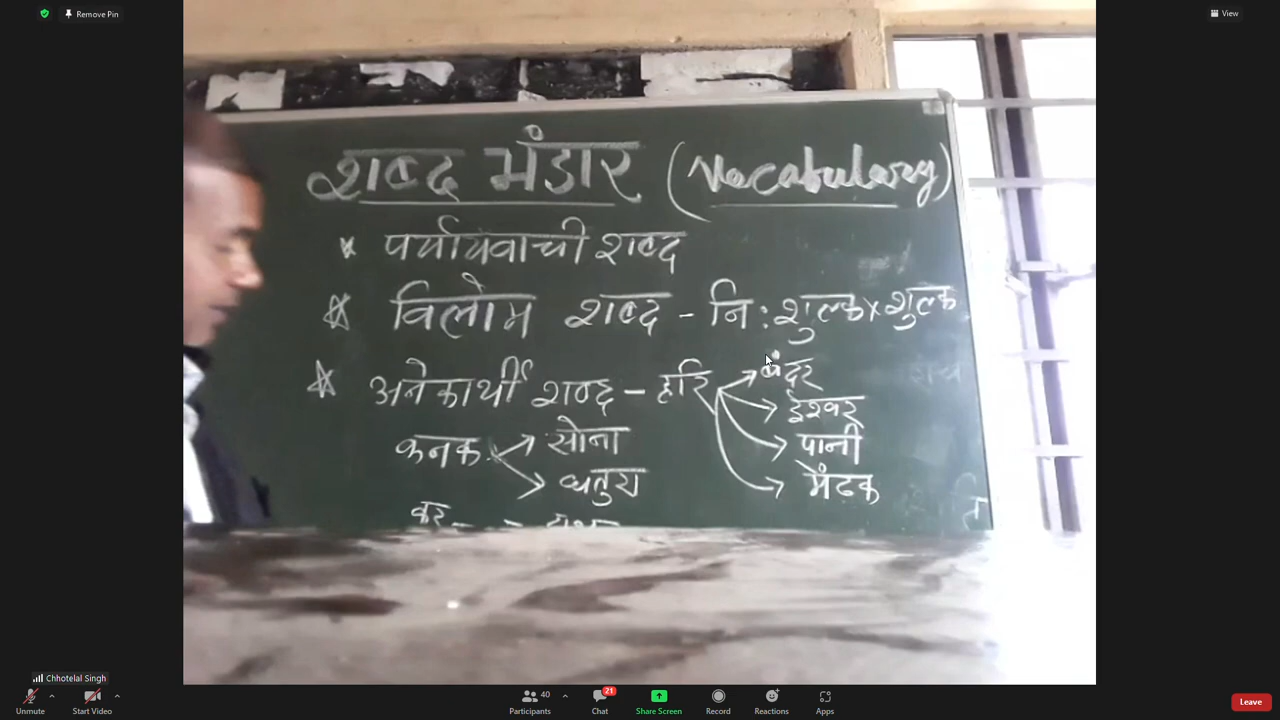 Remove Pin
View
शब्द भंडार (Vocabulary)
पर्यायवाची शब्द
विलोम शब्द - नि:शुल्क x शुल्क
अनेकार्थी शब्द - हरि → बंदर
→ ईश्वर
कनक → सोना → पानी
→ धतुरा → मेंढक
कर -
Chhotelal Singh
Unmute
Start Video
40
Participants
21
Chat
Share Screen
Record
Reactions
Apps
Leave